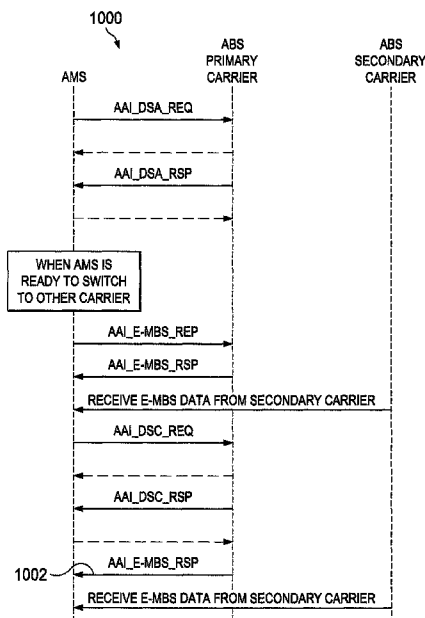 1000
AMS
ABS
PRIMARY
CARRIER
ABS
SECONDARY
CARRIER
AAI_DSA_REQ
AAI_DSA_RSP
WHEN AMS IS
READY TO SWITCH
TO OTHER CARRIER
AAI_E-MBS_REP
AAI_E-MBS_RSP
RECEIVE E-MBS DATA FROM SECONDARY CARRIER
AAI_DSC_REQ
AAI_DSC_RSP
AAI_E-MBS_RSP
1002
RECEIVE E-MBS DATA FROM SECONDARY CARRIER